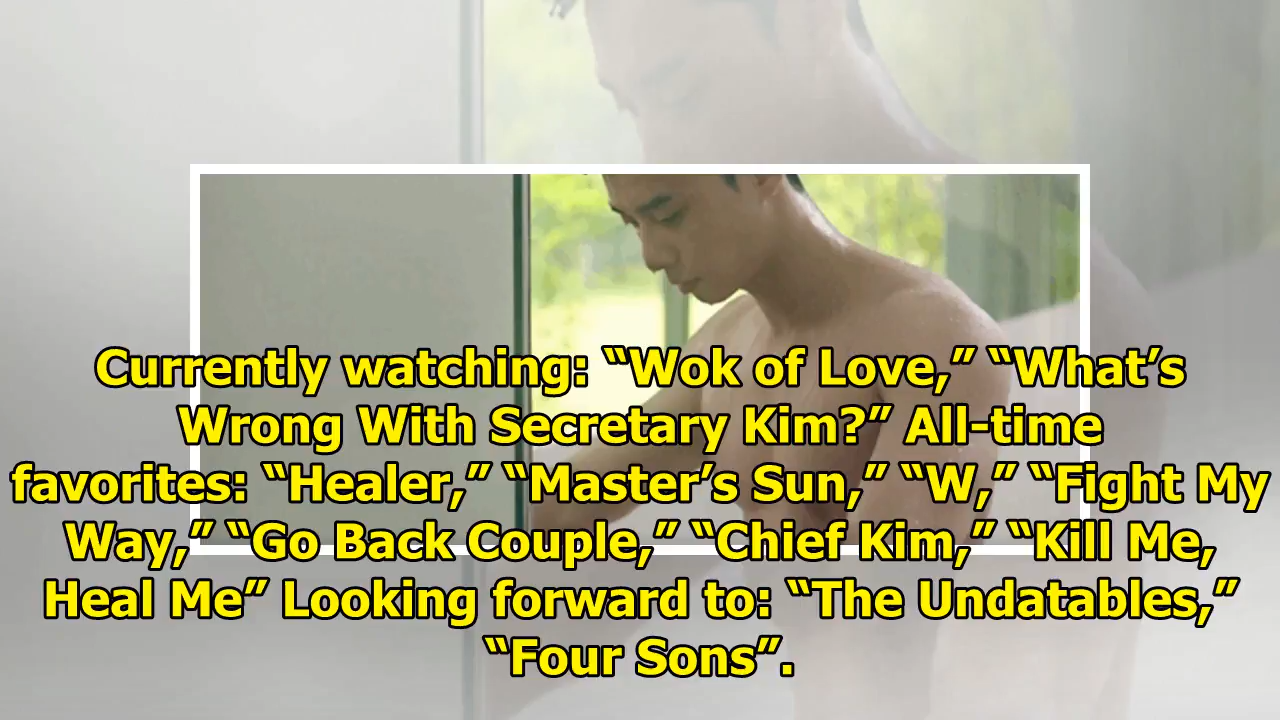 Currently watching: “Wok of Love,” “What’s
Wrong With Secretary Kim?” All-time
favorites: “Healer,” “Master’s Sun,” “W,” “Fight My
Way,” “Go Back Couple,” “Chief Kim,” “Kill Me,
Heal Me” Looking forward to: “The Undatables,”
“Four Sons”.